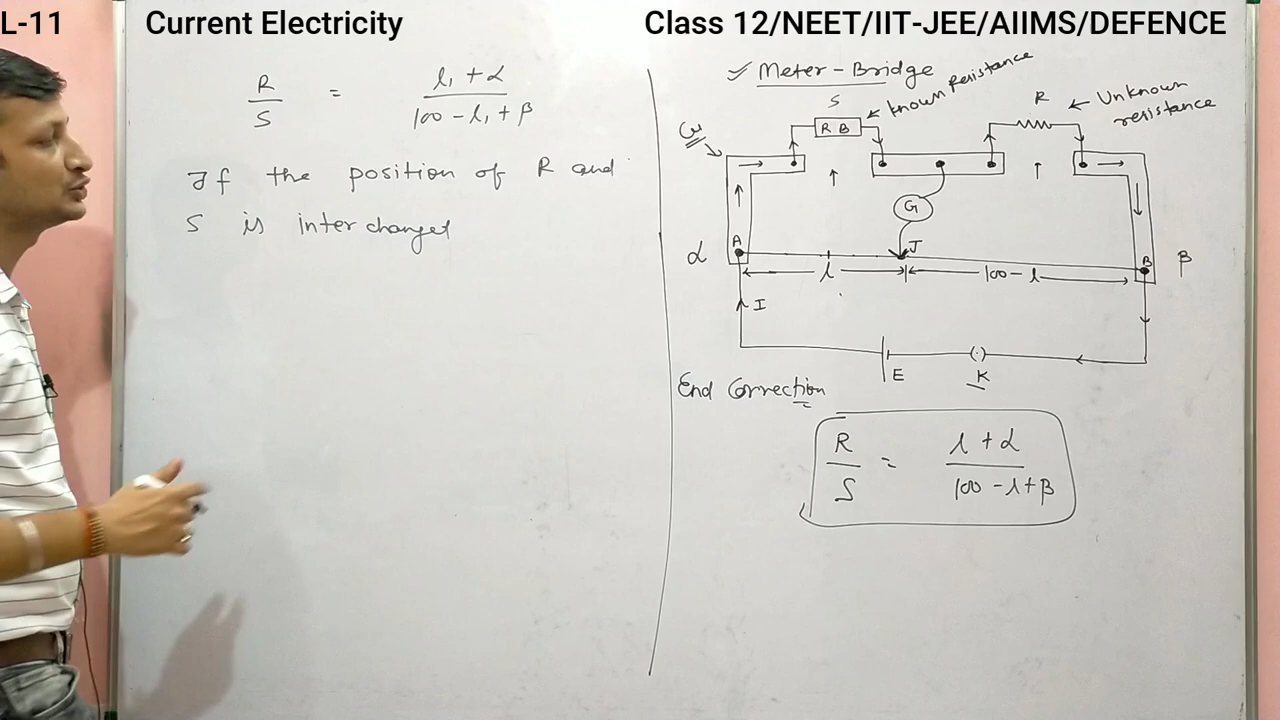 L-11 Current Electricity Class 12/NEET/IIT-JEE/AIIMS/DEFENCE
R/S = l₁ + α / 100 - l₁ + β
If the position of R and
S is interchanged
✓ Meter-Bridge
S
RB
← known resistance
R
← Unknown
resistance
Cu
G
A
J
B
α
β
l
100 - l
I
E
K
End Correction
R/S = l + α / 100 - l + β